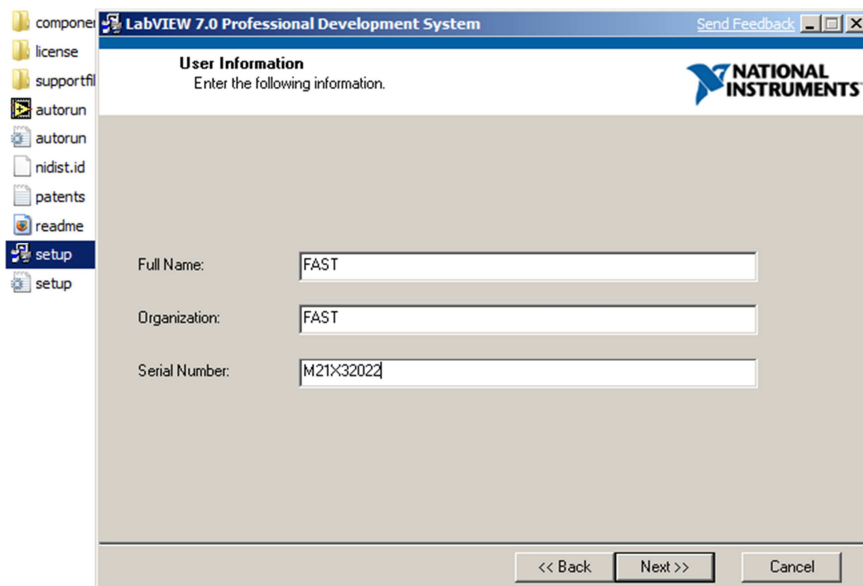 componen
license
supportfil
autorun
autorun
nidist.id
patents
readme
setup
setup
LabVIEW 7.0 Professional Development System
Send Feedback
User Information
Enter the following information.
NATIONAL
INSTRUMENTS
Full Name:
FAST
Organization:
FAST
Serial Number:
M21X32022
<< Back
Next >>
Cancel